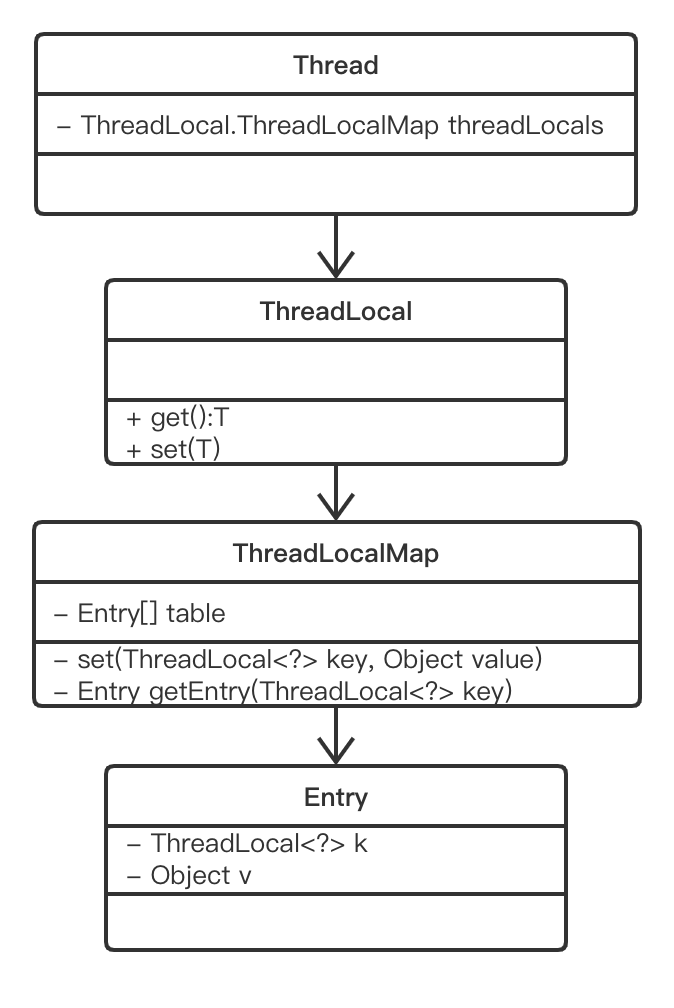 Thread
– ThreadLocal.ThreadLocalMap threadLocals
ThreadLocal
+ get():T
+ set(T)
ThreadLocalMap
– Entry[] table
– set(ThreadLocal<?> key, Object value)
– Entry getEntry(ThreadLocal<?> key)
Entry
– ThreadLocal<?> k
– Object v